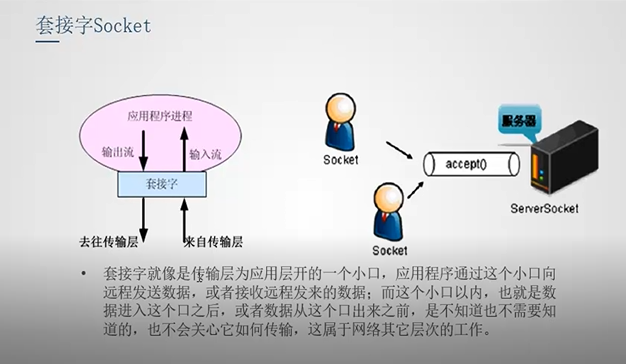 套接字Socket
应用程序进程
输出流
输入流
套接字
去往传输层
来自传输层
Socket
Socket
accept()
服务器
ServerSocket
• 套接字就像是传输层为应用层开的一个小口，应用程序通过这个小口向
远程发送数据，或者接收远程发来的数据；而这个小口以内，也就是数
据进入这个口之后，或者数据从这个口出来之前，是不知道也不需要知
道的，也不会关心它如何传输，这属于网络其它层次的工作。